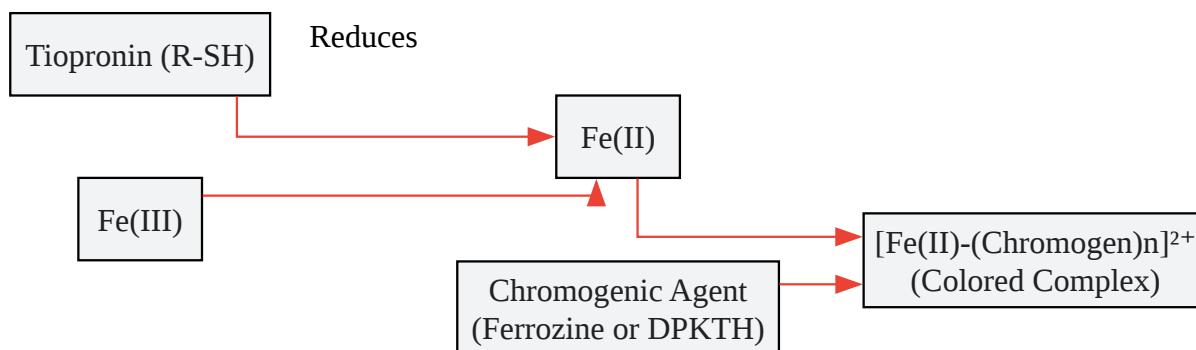 Tiopronin (R-SH)
Reduces
Fe(II)
Fe(III)
[Fe(II)-(Chromogen)n]²⁺
(Colored Complex)
Chromogenic Agent
(Ferrozine or DPKTH)